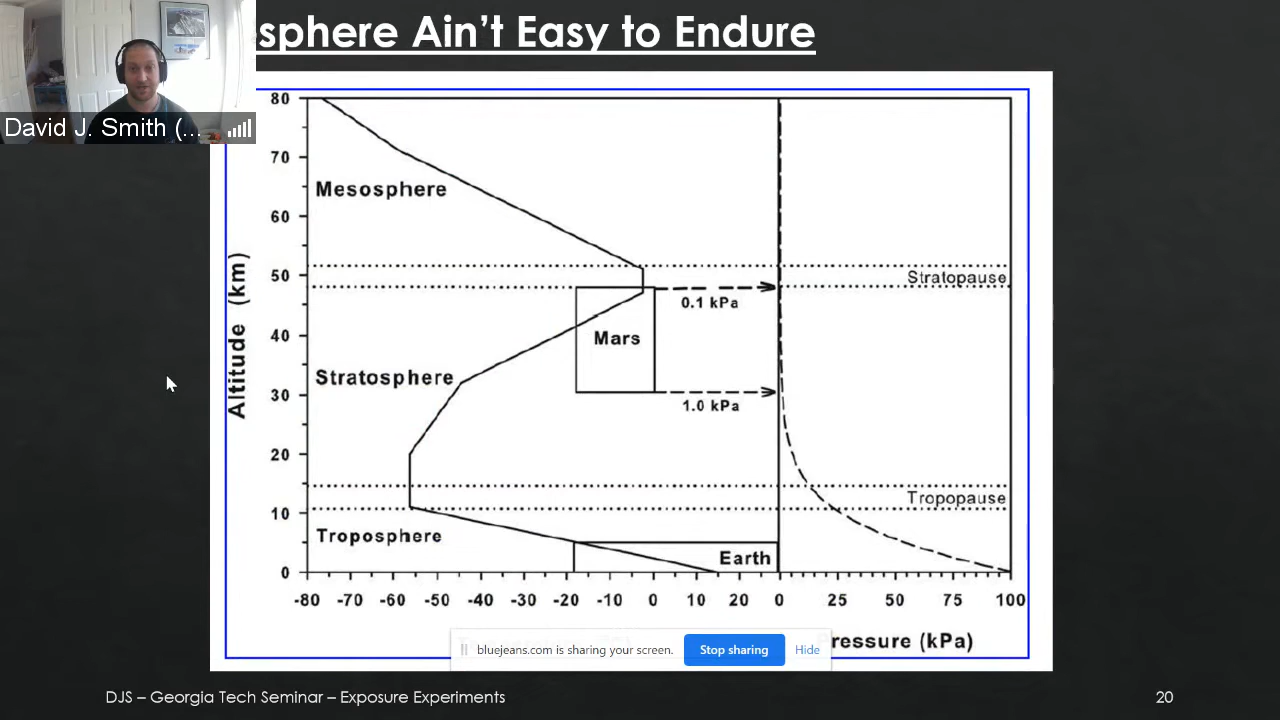 sphere Ain't Easy to Endure
David J. Smith (...
80
70
Mesosphere
60
50
Stratopause
0.1 kPa
40
Mars
Altitude (km)
Stratosphere
30
1.0 kPa
20
Tropopause
10
Troposphere
Earth
0
-80 -70 -60 -50 -40 -30 -20 -10 0 10 20 0 25 50 75 100
Pressure (kPa)
bluejeans.com is sharing your screen. Stop sharing Hide
DJS – Georgia Tech Seminar – Exposure Experiments
20